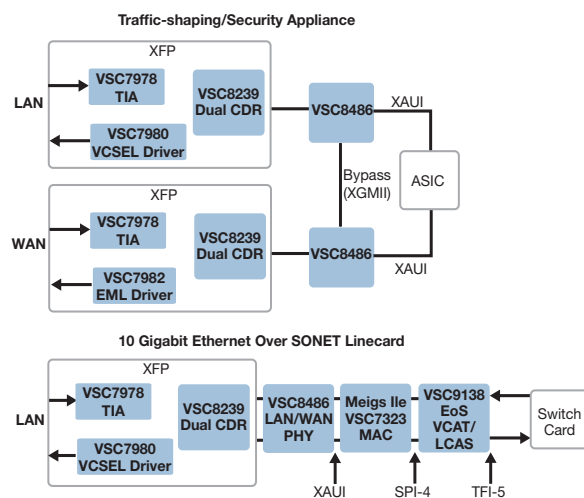 Traffic-shaping/Security Appliance
XFP
LAN
VSC7978
TIA
VSC7980
VCSEL Driver
VSC8239
Dual CDR
VSC8486
XAUI
Bypass
(XGMII)
ASIC
XFP
WAN
VSC7978
TIA
VSC7982
EML Driver
VSC8239
Dual CDR
VSC8486
XAUI
10 Gigabit Ethernet Over SONET Linecard
XFP
LAN
VSC7978
TIA
VSC7980
VCSEL Driver
VSC8239
Dual CDR
VSC8486
LAN/WAN
PHY
Meigs IIe
VSC7323
MAC
VSC9138
EoS
VCAT/
LCAS
Switch
Card
XAUI
SPI-4
TFI-5